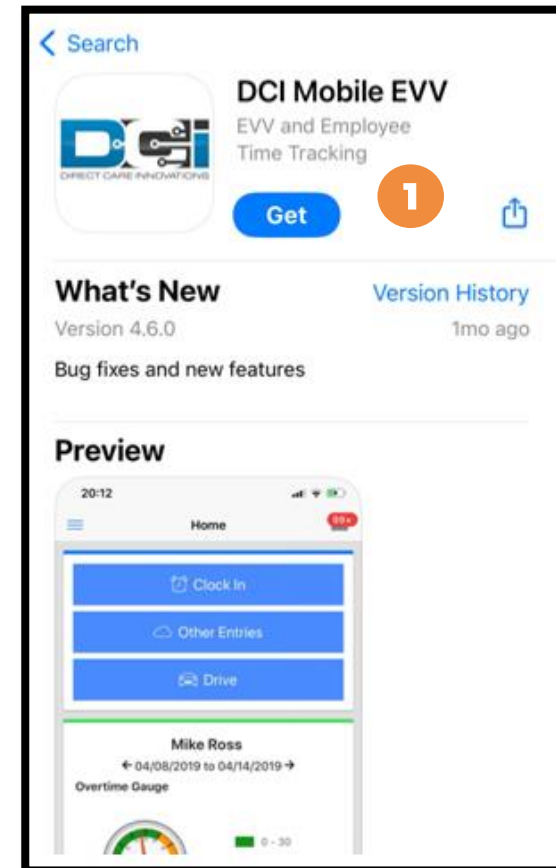 Search
DCI
DIRECT CARE INNOVATIONS
DCI Mobile EVV
EVV and Employee
Time Tracking
Get
1
What's New
Version History
Version 4.6.0
1mo ago
Bug fixes and new features
Preview
20:12
Home
99+
Clock In
Other Entries
Drive
Mike Ross
← 04/08/2019 to 04/14/2019 →
Overtime Gauge
0 - 30